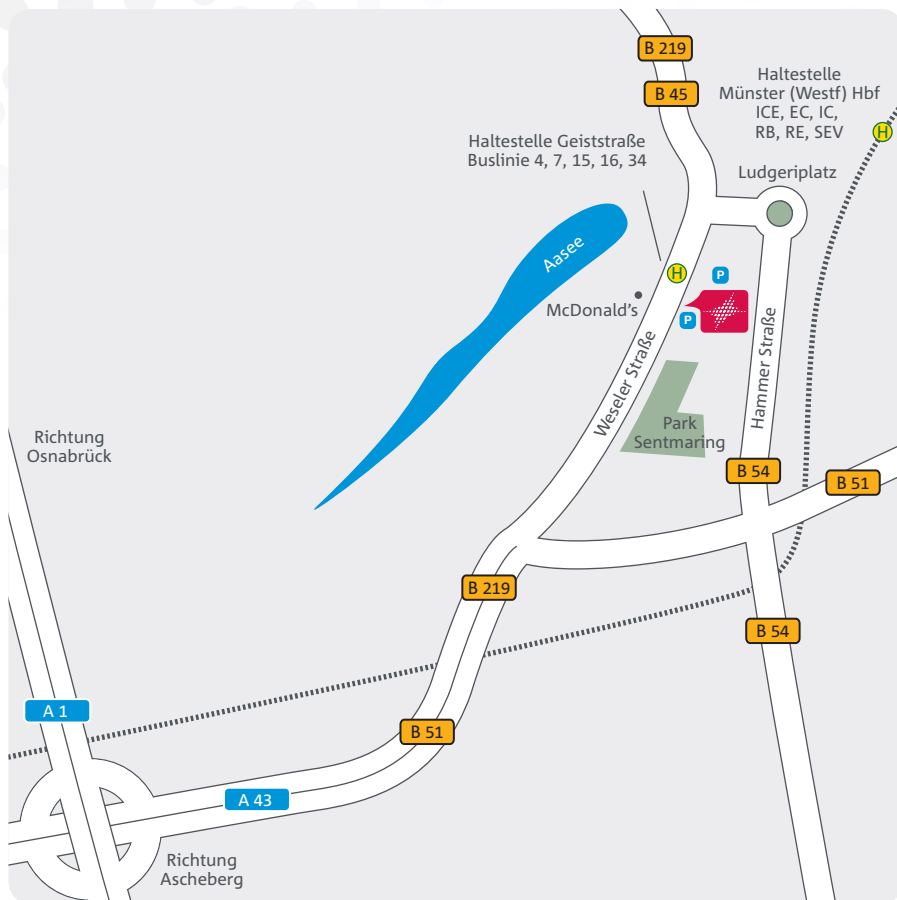 B 219
B 45
Haltestelle
Münster (Westf) Hbf
ICE, EC, IC,
RB, RE, SEV
H
Haltestelle Geiststraße
Buslinie 4, 7, 15, 16, 34
Ludgeriplatz
Aasee
H
P
McDonald's
P
Weseler Straße
Hammer Straße
Park
Sentmaring
Richtung
Osnabrück
B 54
B 51
B 219
B 54
A 1
B 51
A 43
Richtung
Ascheberg